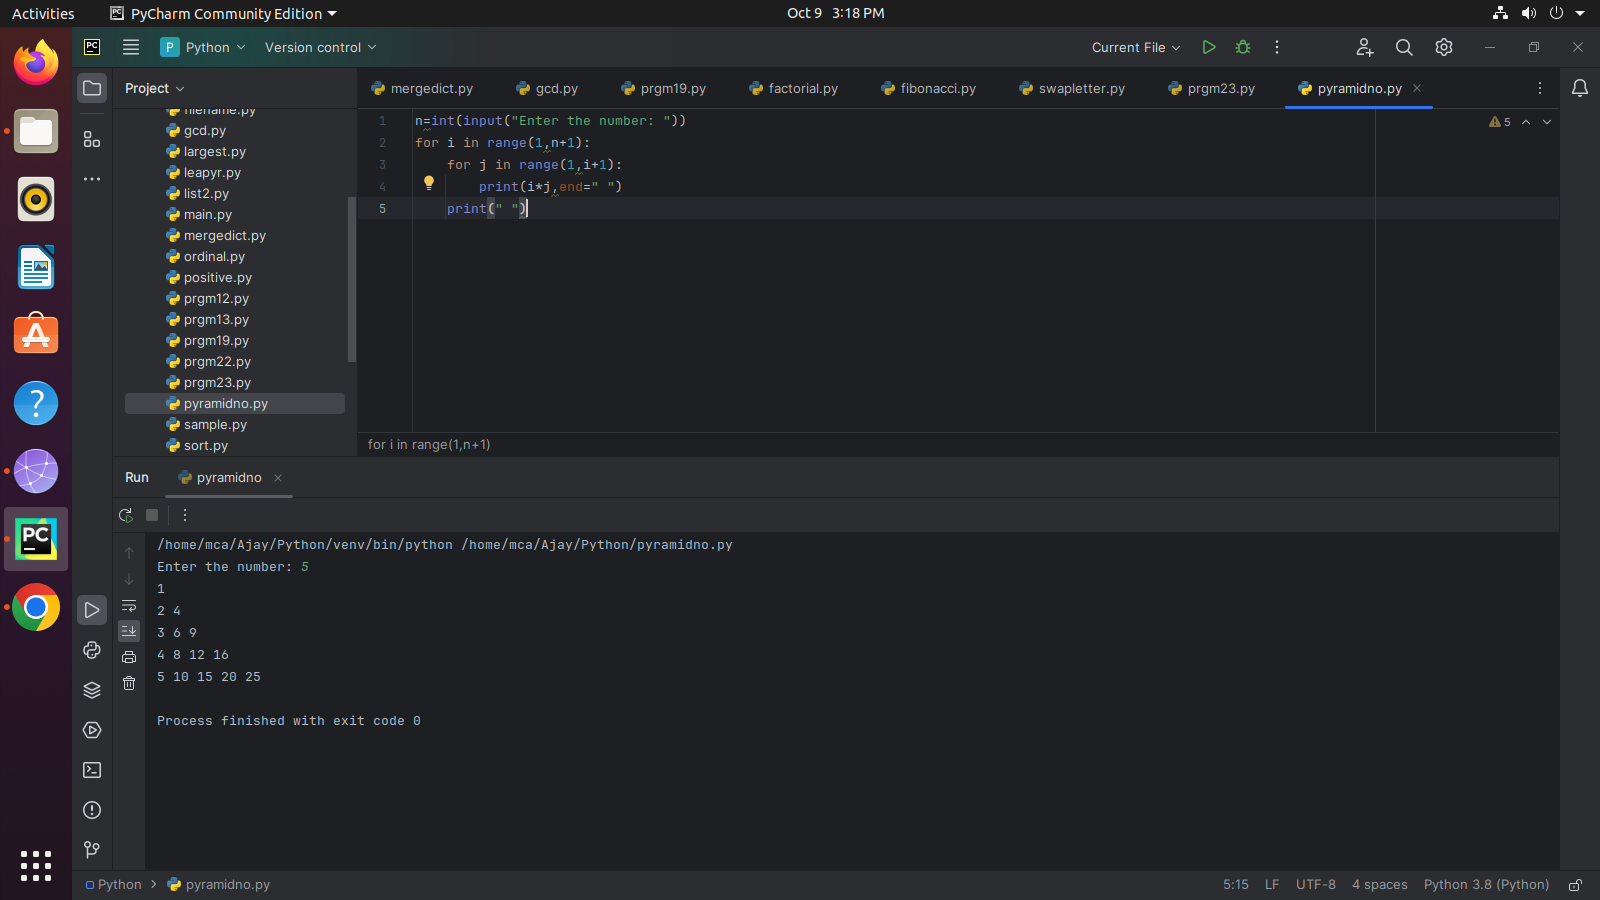 Activities PyCharm Community Edition Oct 9 3:18 PM
PC P Python Version control Current File
Project mergedict.py gcd.py prgm19.py factorial.py fibonacci.py swapletter.py prgm23.py pyramidno.py
filename.py
gcd.py
largest.py
leapyr.py
list2.py
main.py
mergedict.py
ordinal.py
positive.py
prgm12.py
prgm13.py
prgm19.py
prgm22.py
prgm23.py
pyramidno.py
sample.py
sort.py
1 n=int(input("Enter the number: ")) 5
2 for i in range(1,n+1):
3 for j in range(1,i+1):
4 print(i*j,end=" ")
5 print(" ")
for i in range(1,n+1)
Run pyramidno
/home/mca/Ajay/Python/venv/bin/python /home/mca/Ajay/Python/pyramidno.py
Enter the number: 5
1
2 4
3 6 9
4 8 12 16
5 10 15 20 25
Process finished with exit code 0
PC
Python pyramidno.py 5:15 LF UTF-8 4 spaces Python 3.8 (Python)